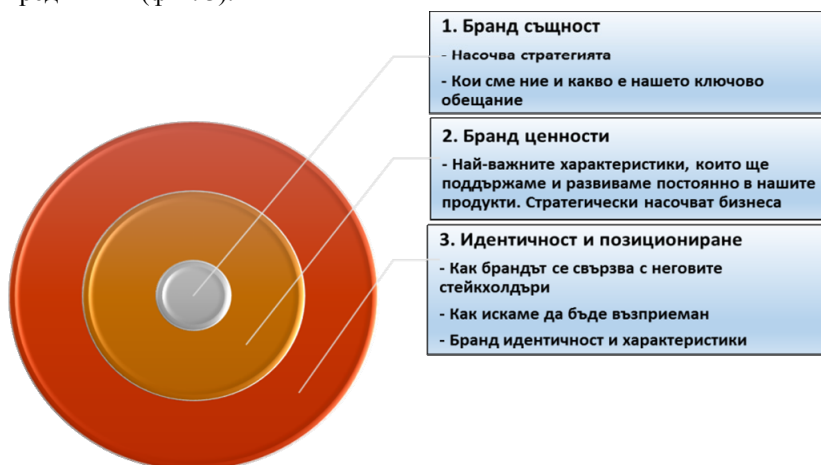 1. Бранд същност
- Насочва стратегията
- Кои сме ние и какво е нашето ключово
обещание
2. Бранд ценности
- Най-важните характеристики, които ще
поддържаме и развиваме постоянно в нашите
продукти. Стратегически насочват бизнеса
3. Идентичност и позициониране
- Как брандът се свързва с неговите
стейкхолдъри
- Как искаме да бъде възприеман
- Бранд идентичност и характеристики